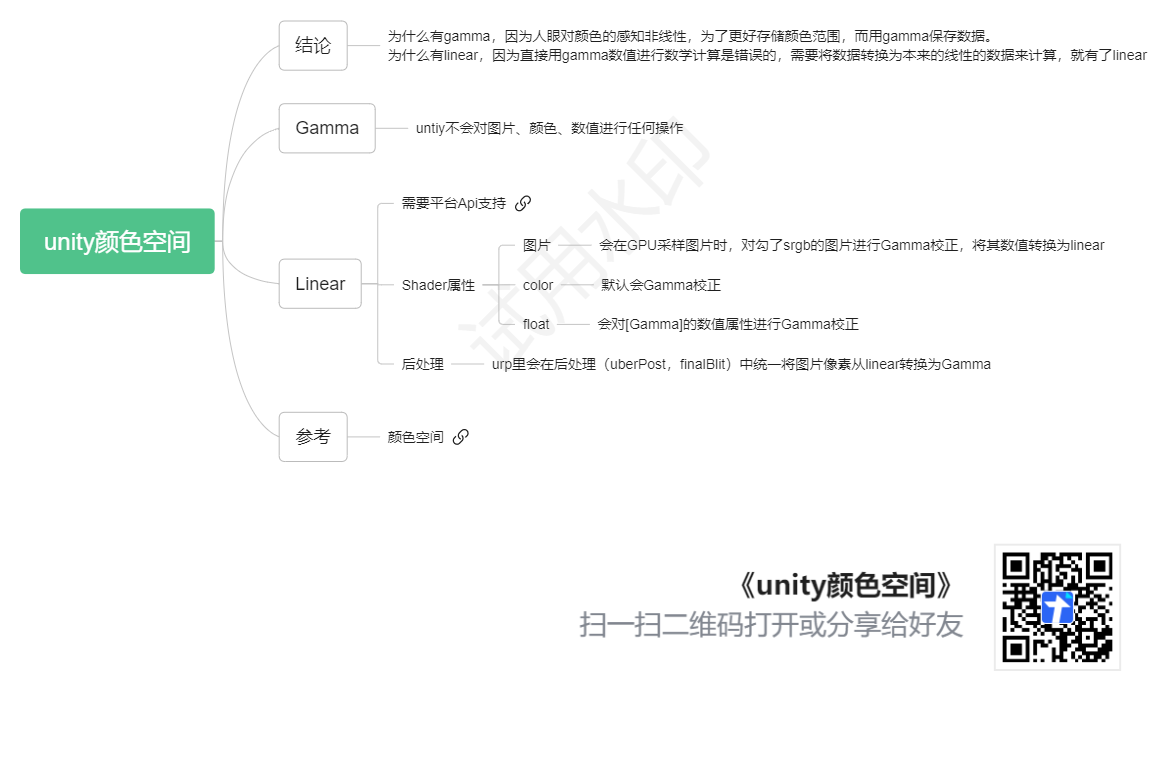 结论
为什么有gamma，因为人眼对颜色的感知非线性，为了更好存储颜色范围，而用gamma保存数据。
为什么有linear，因为直接用gamma数值进行数学计算是错误的，需要将数据转换为本来的线性的数据来计算，就有了linear
Gamma
untiy不会对图片、颜色、数值进行任何操作
unity颜色空间
Linear
需要平台Api支持
Shader属性
图片
会在GPU采样图片时，对勾了srgb的图片进行Gamma校正，将其数值转换为linear
color
默认会Gamma校正
float
会对[Gamma]的数值属性进行Gamma校正
后处理
urp里会在后处理（uberPost，finalBlit）中统一将图片像素从linear转换为Gamma
参考
颜色空间
试用水印
《unity颜色空间》
扫一扫二维码打开或分享给好友